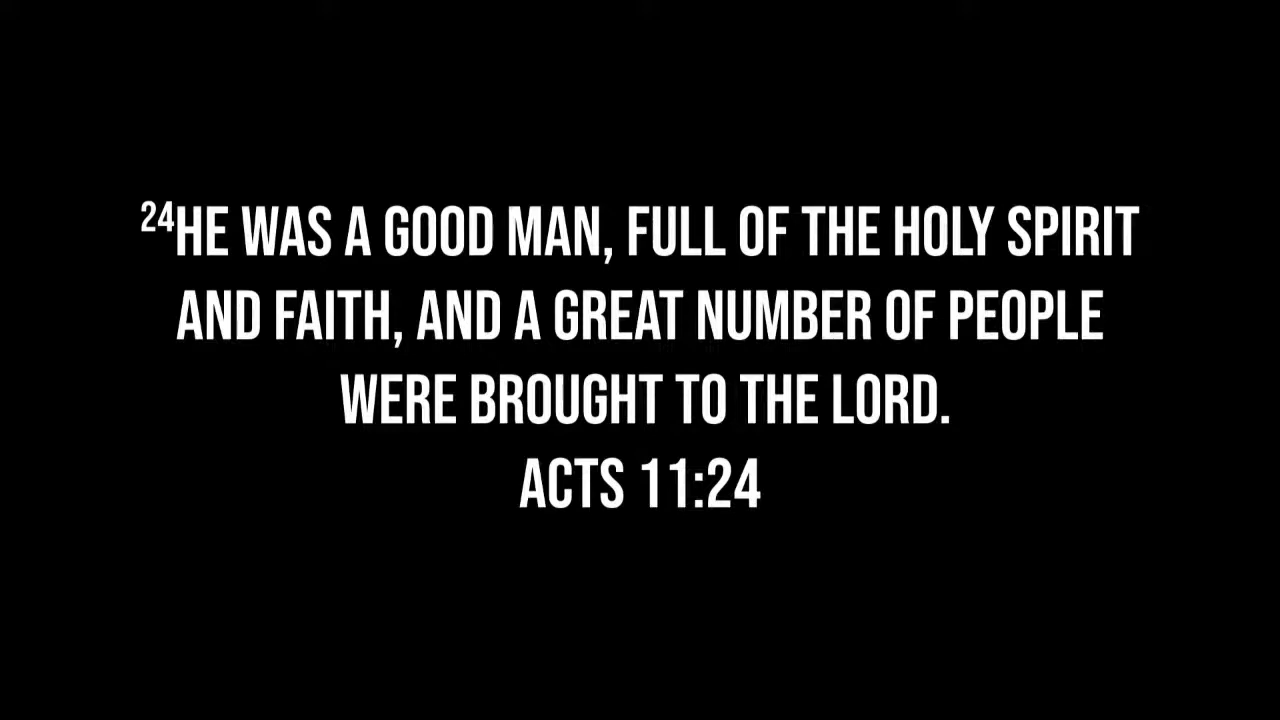 24HE WAS A GOOD MAN, FULL OF THE HOLY SPIRIT
AND FAITH, AND A GREAT NUMBER OF PEOPLE
WERE BROUGHT TO THE LORD.
ACTS 11:24